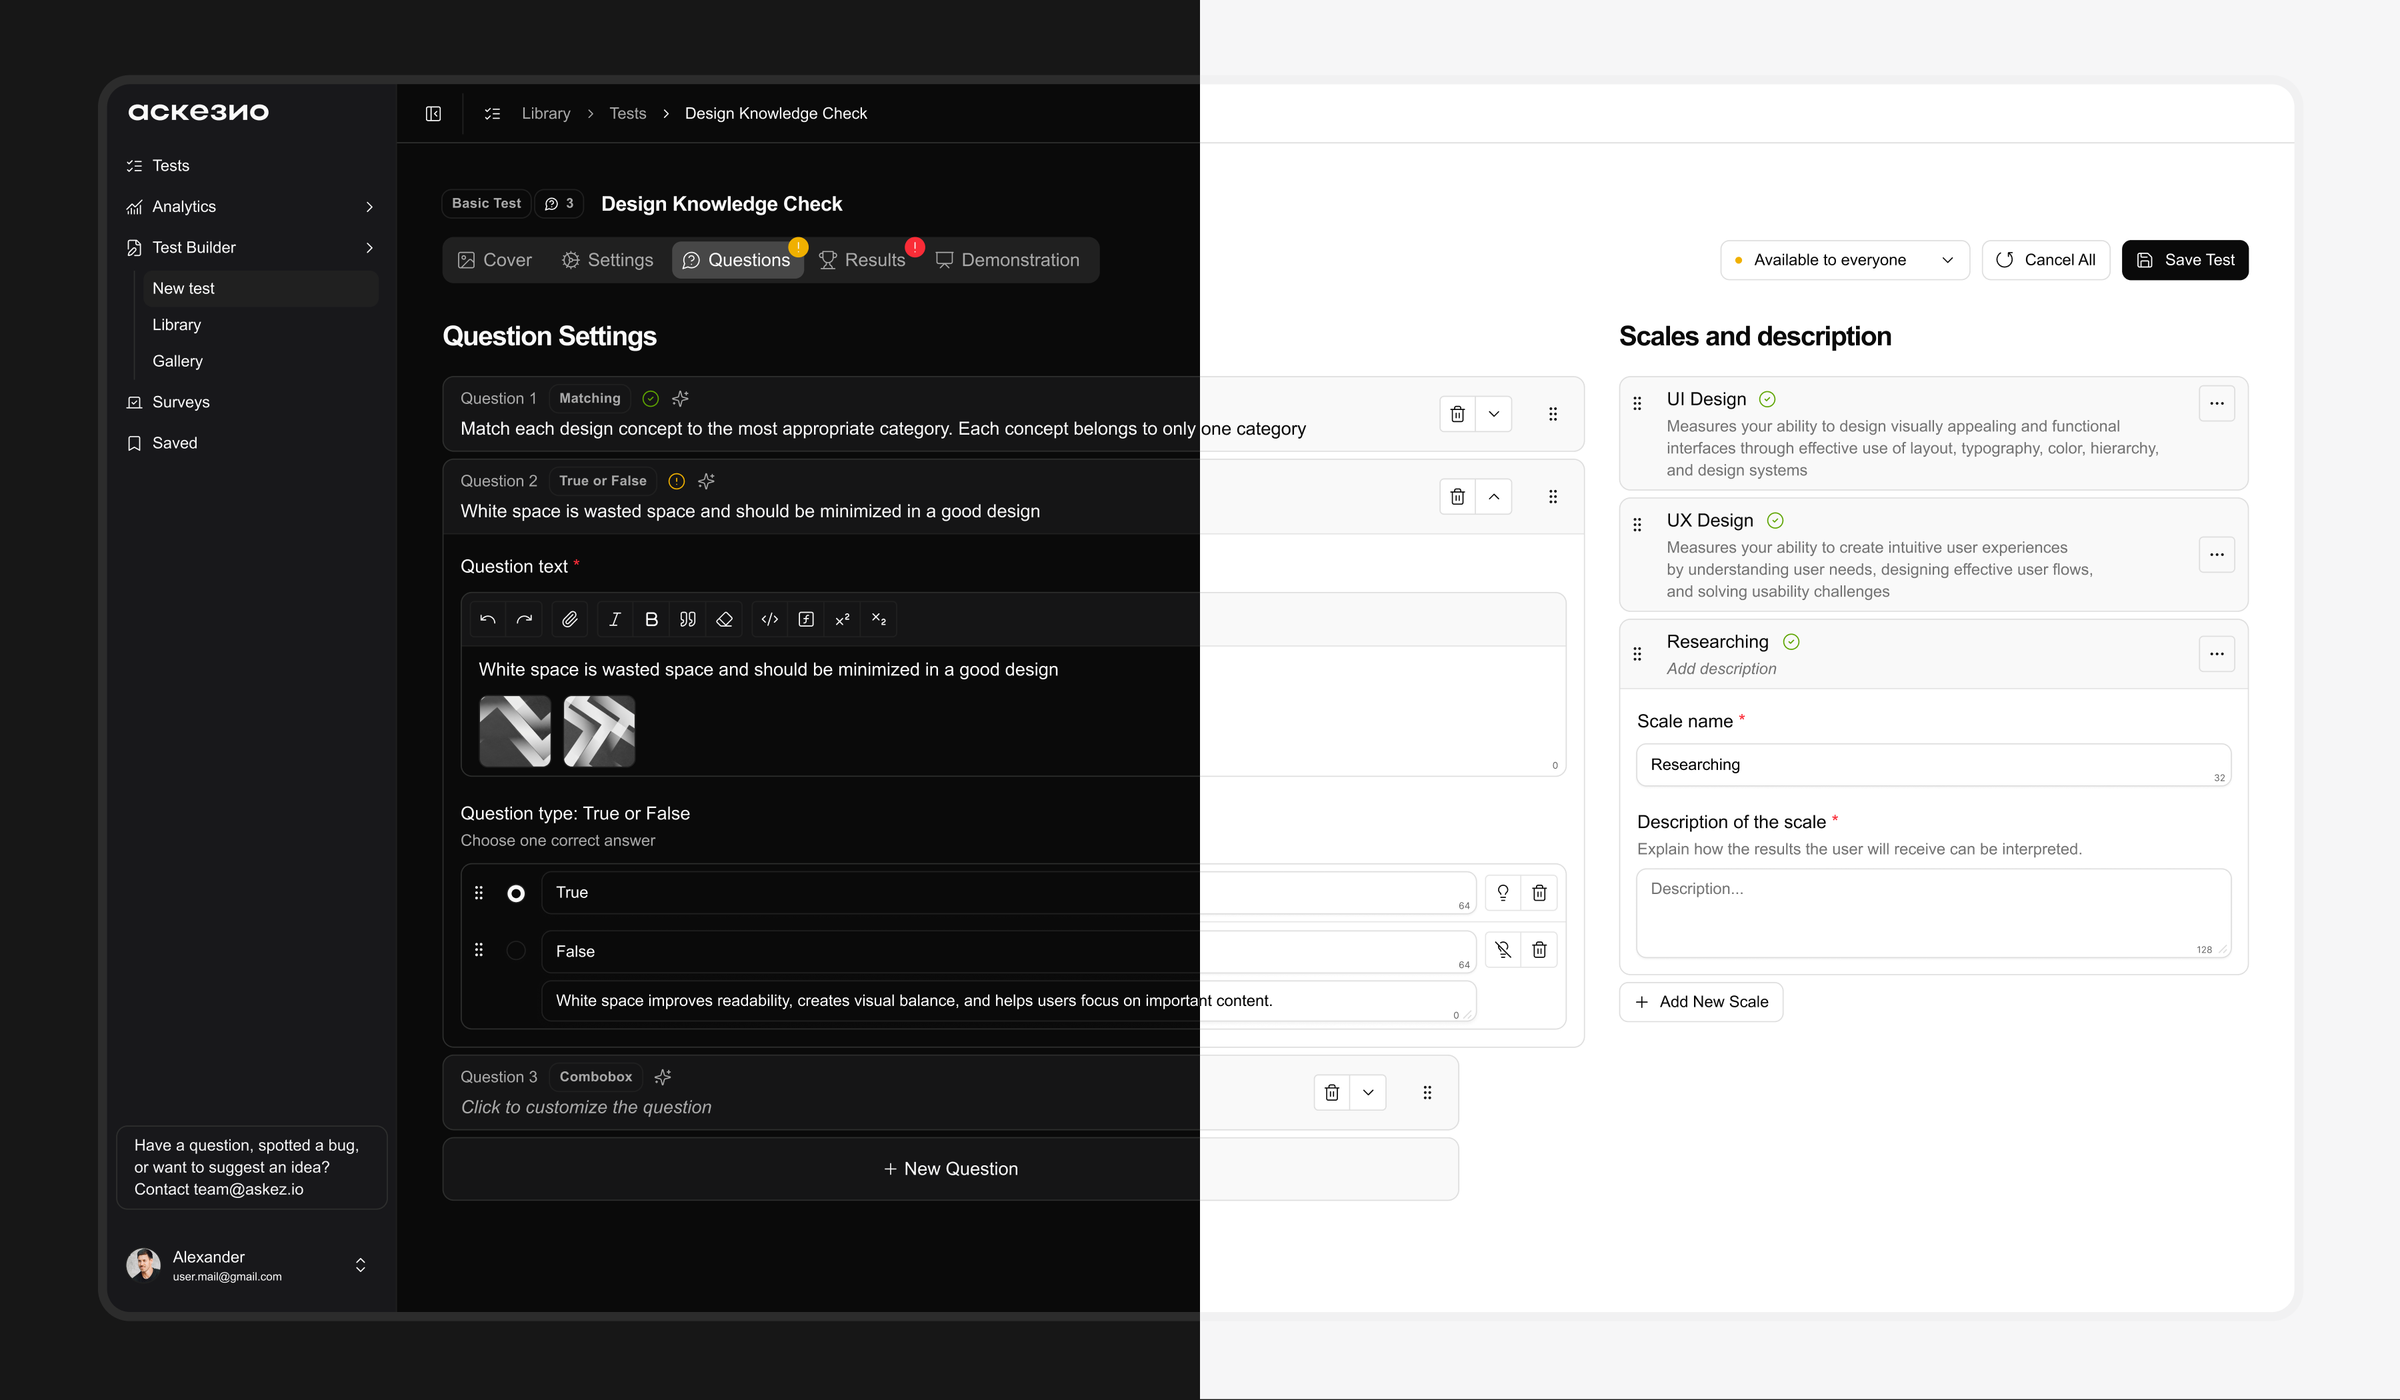 аскезио
Tests
Analytics
Test Builder
New test
Library
Gallery
Surveys
Saved
Have a question, spotted a bug,
or want to suggest an idea?
Contact team@askez.io
Alexander
user.mail@gmail.com
Library > Tests > Design Knowledge Check
Basic Test 3 Design Knowledge Check
Cover Settings Questions ! Results ! Demonstration
Available to everyone Cancel All Save Test
Question Settings
Question 1 Matching
Match each design concept to the most appropriate category. Each concept belongs to only one category
Question 2 True or False
White space is wasted space and should be minimized in a good design
Question text *
White space is wasted space and should be minimized in a good design
0
Question type: True or False
Choose one correct answer
True
64
False
64
White space improves readability, creates visual balance, and helps users focus on important content.
0
Question 3 Combobox
Click to customize the question
+ New Question
Scales and description
UI Design
Measures your ability to design visually appealing and functional
interfaces through effective use of layout, typography, color, hierarchy,
and design systems
UX Design
Measures your ability to create intuitive user experiences
by understanding user needs, designing effective user flows,
and solving usability challenges
Researching
Add description
Scale name *
Researching
32
Description of the scale *
Explain how the results the user will receive can be interpreted.
Description...
128
+ Add New Scale